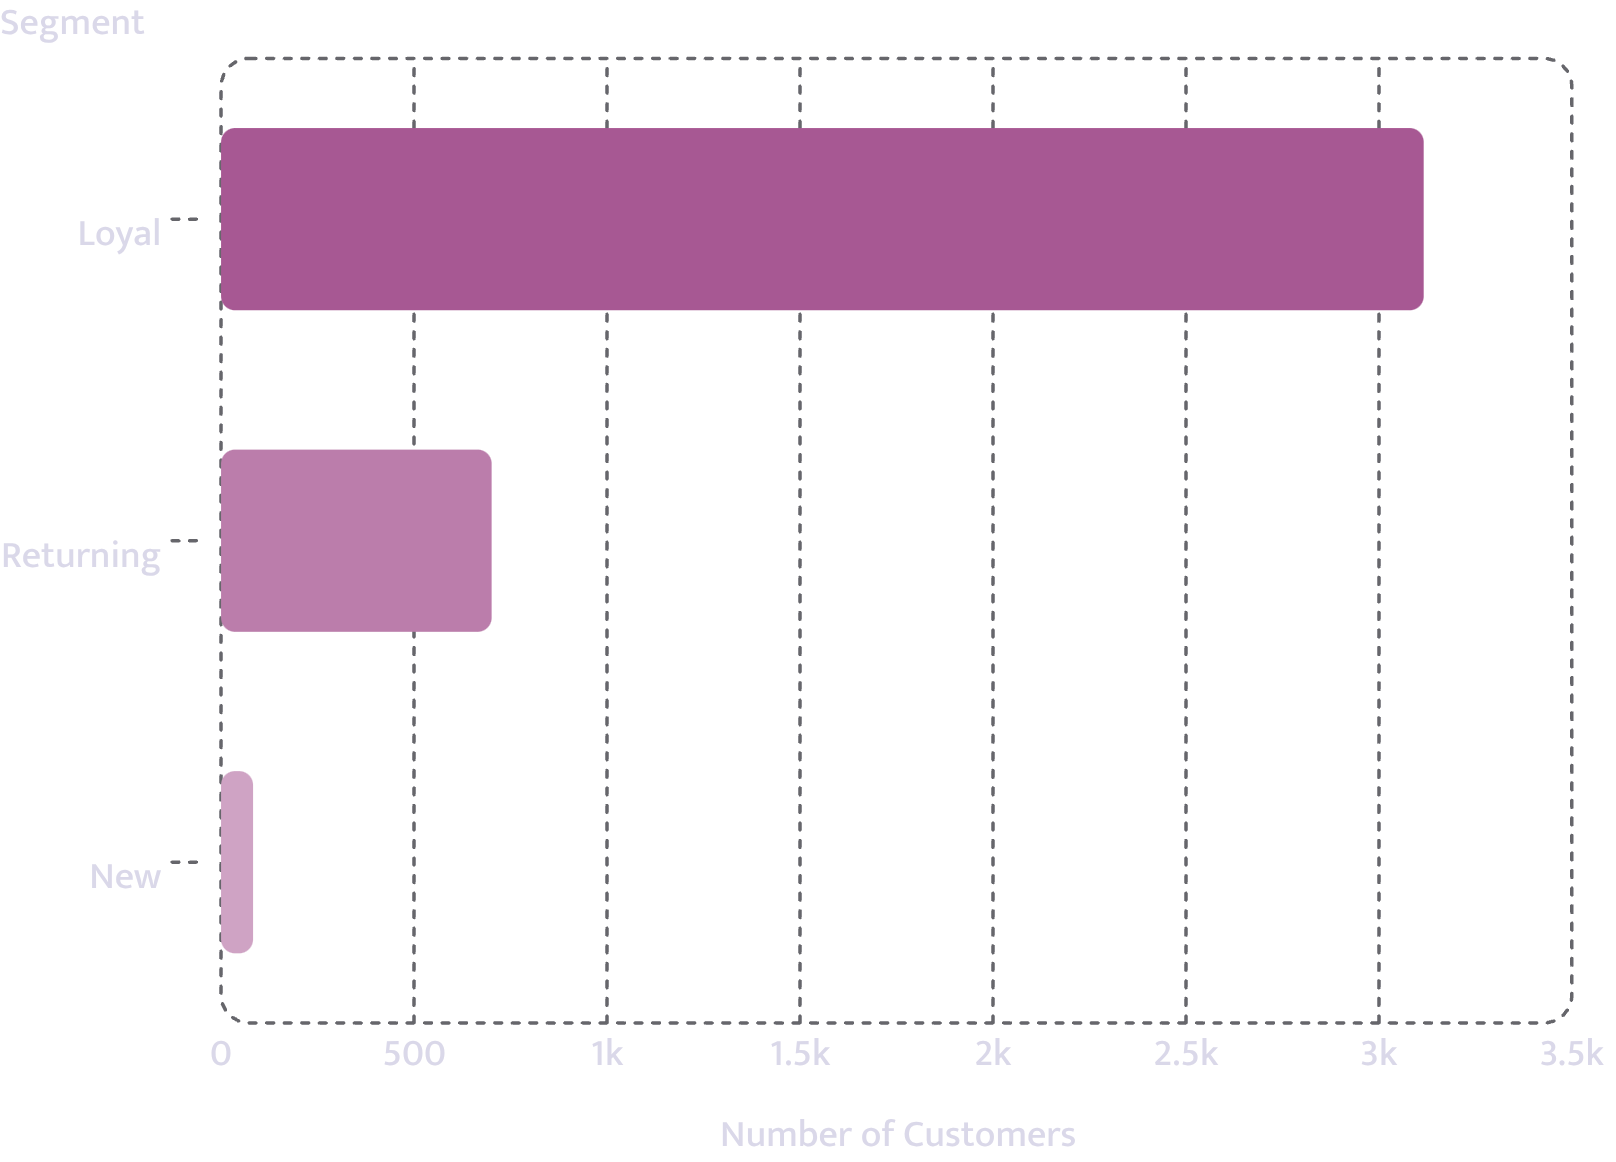 Segment
Loyal
Returning
New
0 500 1k 1.5k 2k 2.5k 3k 3.5k
Number of Customers